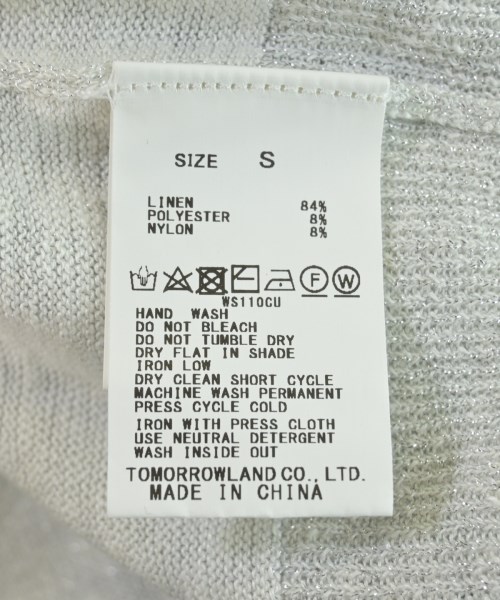 SIZE S
LINEN 84%
POLYESTER 8%
NYLON 8%
F W
WS110CU
HAND WASH
DO NOT BLEACH
DO NOT TUMBLE DRY
DRY FLAT IN SHADE
IRON LOW
DRY CLEAN SHORT CYCLE
MACHINE WASH PERMANENT
PRESS CYCLE COLD
IRON WITH PRESS CLOTH
USE NEUTRAL DETERGENT
WASH INSIDE OUT
TOMORROWLAND CO., LTD.
MADE IN CHINA